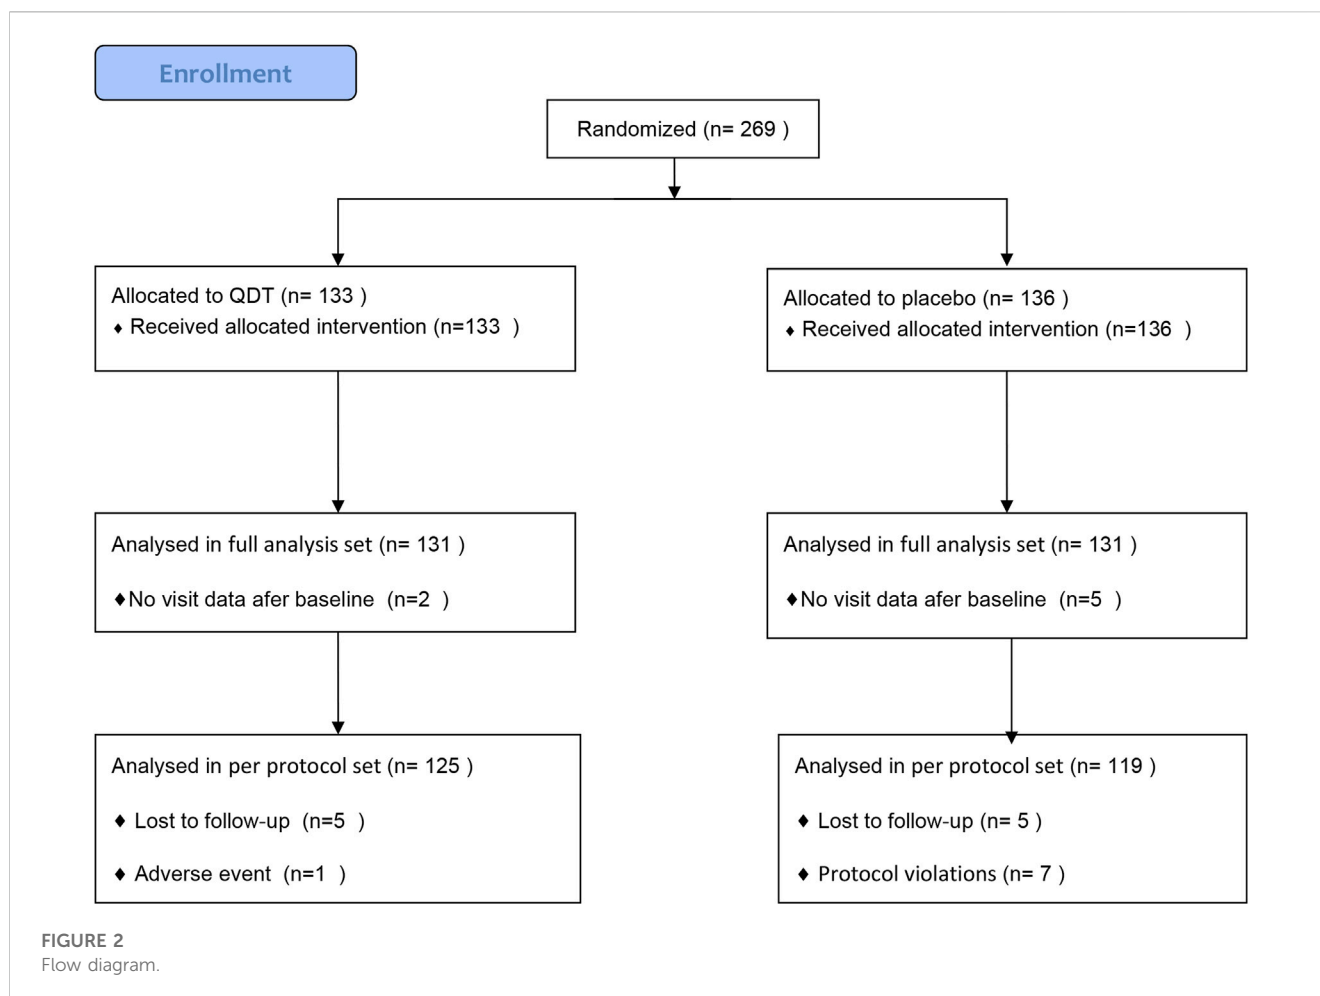 Enrollment
Randomized (n= 269 )
Allocated to QDT (n= 133 )
♦ Received allocated intervention (n=133  )
Allocated to placebo (n= 136 )
♦ Received allocated intervention (n=136  )
Analysed in full analysis set (n= 131 )
♦No visit data afer baseline  (n=2  )
Analysed in full analysis set (n= 131 )
♦No visit data afer baseline  (n=5  )
Analysed in per protocol set (n= 125 )
♦ Lost to follow-up  (n=5  )
♦ Adverse event  (n=1  )
Analysed in per protocol set (n= 119 )
♦ Lost to follow-up (n= 5 )
♦ Protocol violations (n= 7 )
FIGURE 2
Flow diagram.